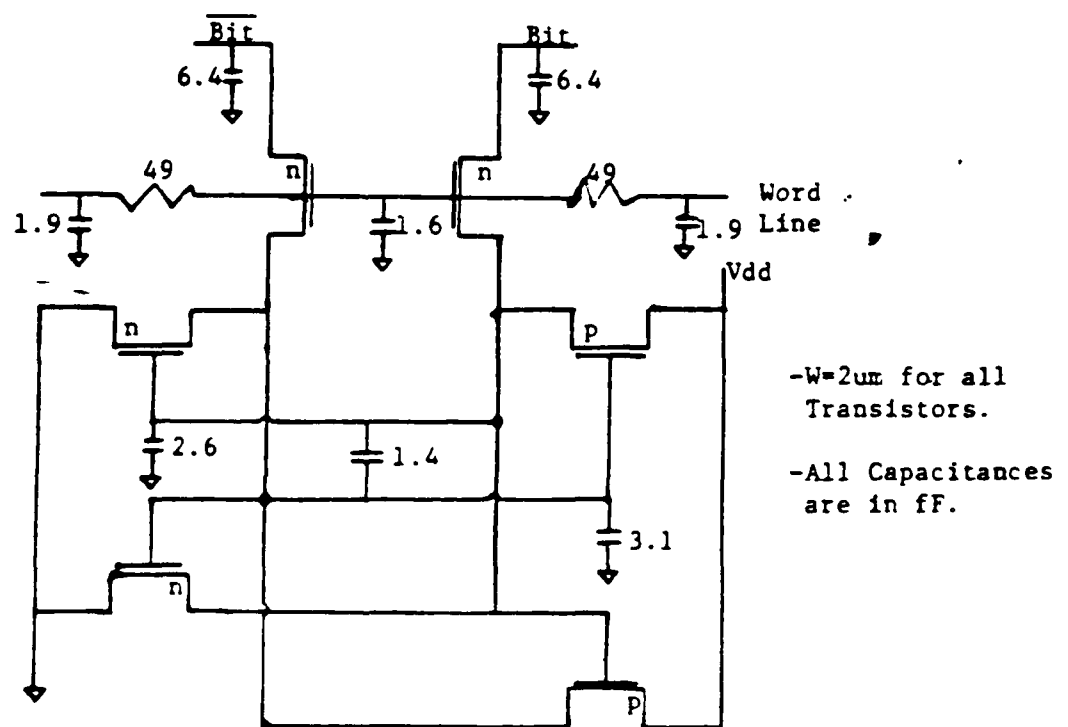 Bit Bit
6.4 6.4
n n
49 49
Word
Line
1.9 1.6 1.9
Vdd
n p
2.6 1.4
3.1
n
p
-W=2um for all
Transistors.
-All Capacitances
are in fF.